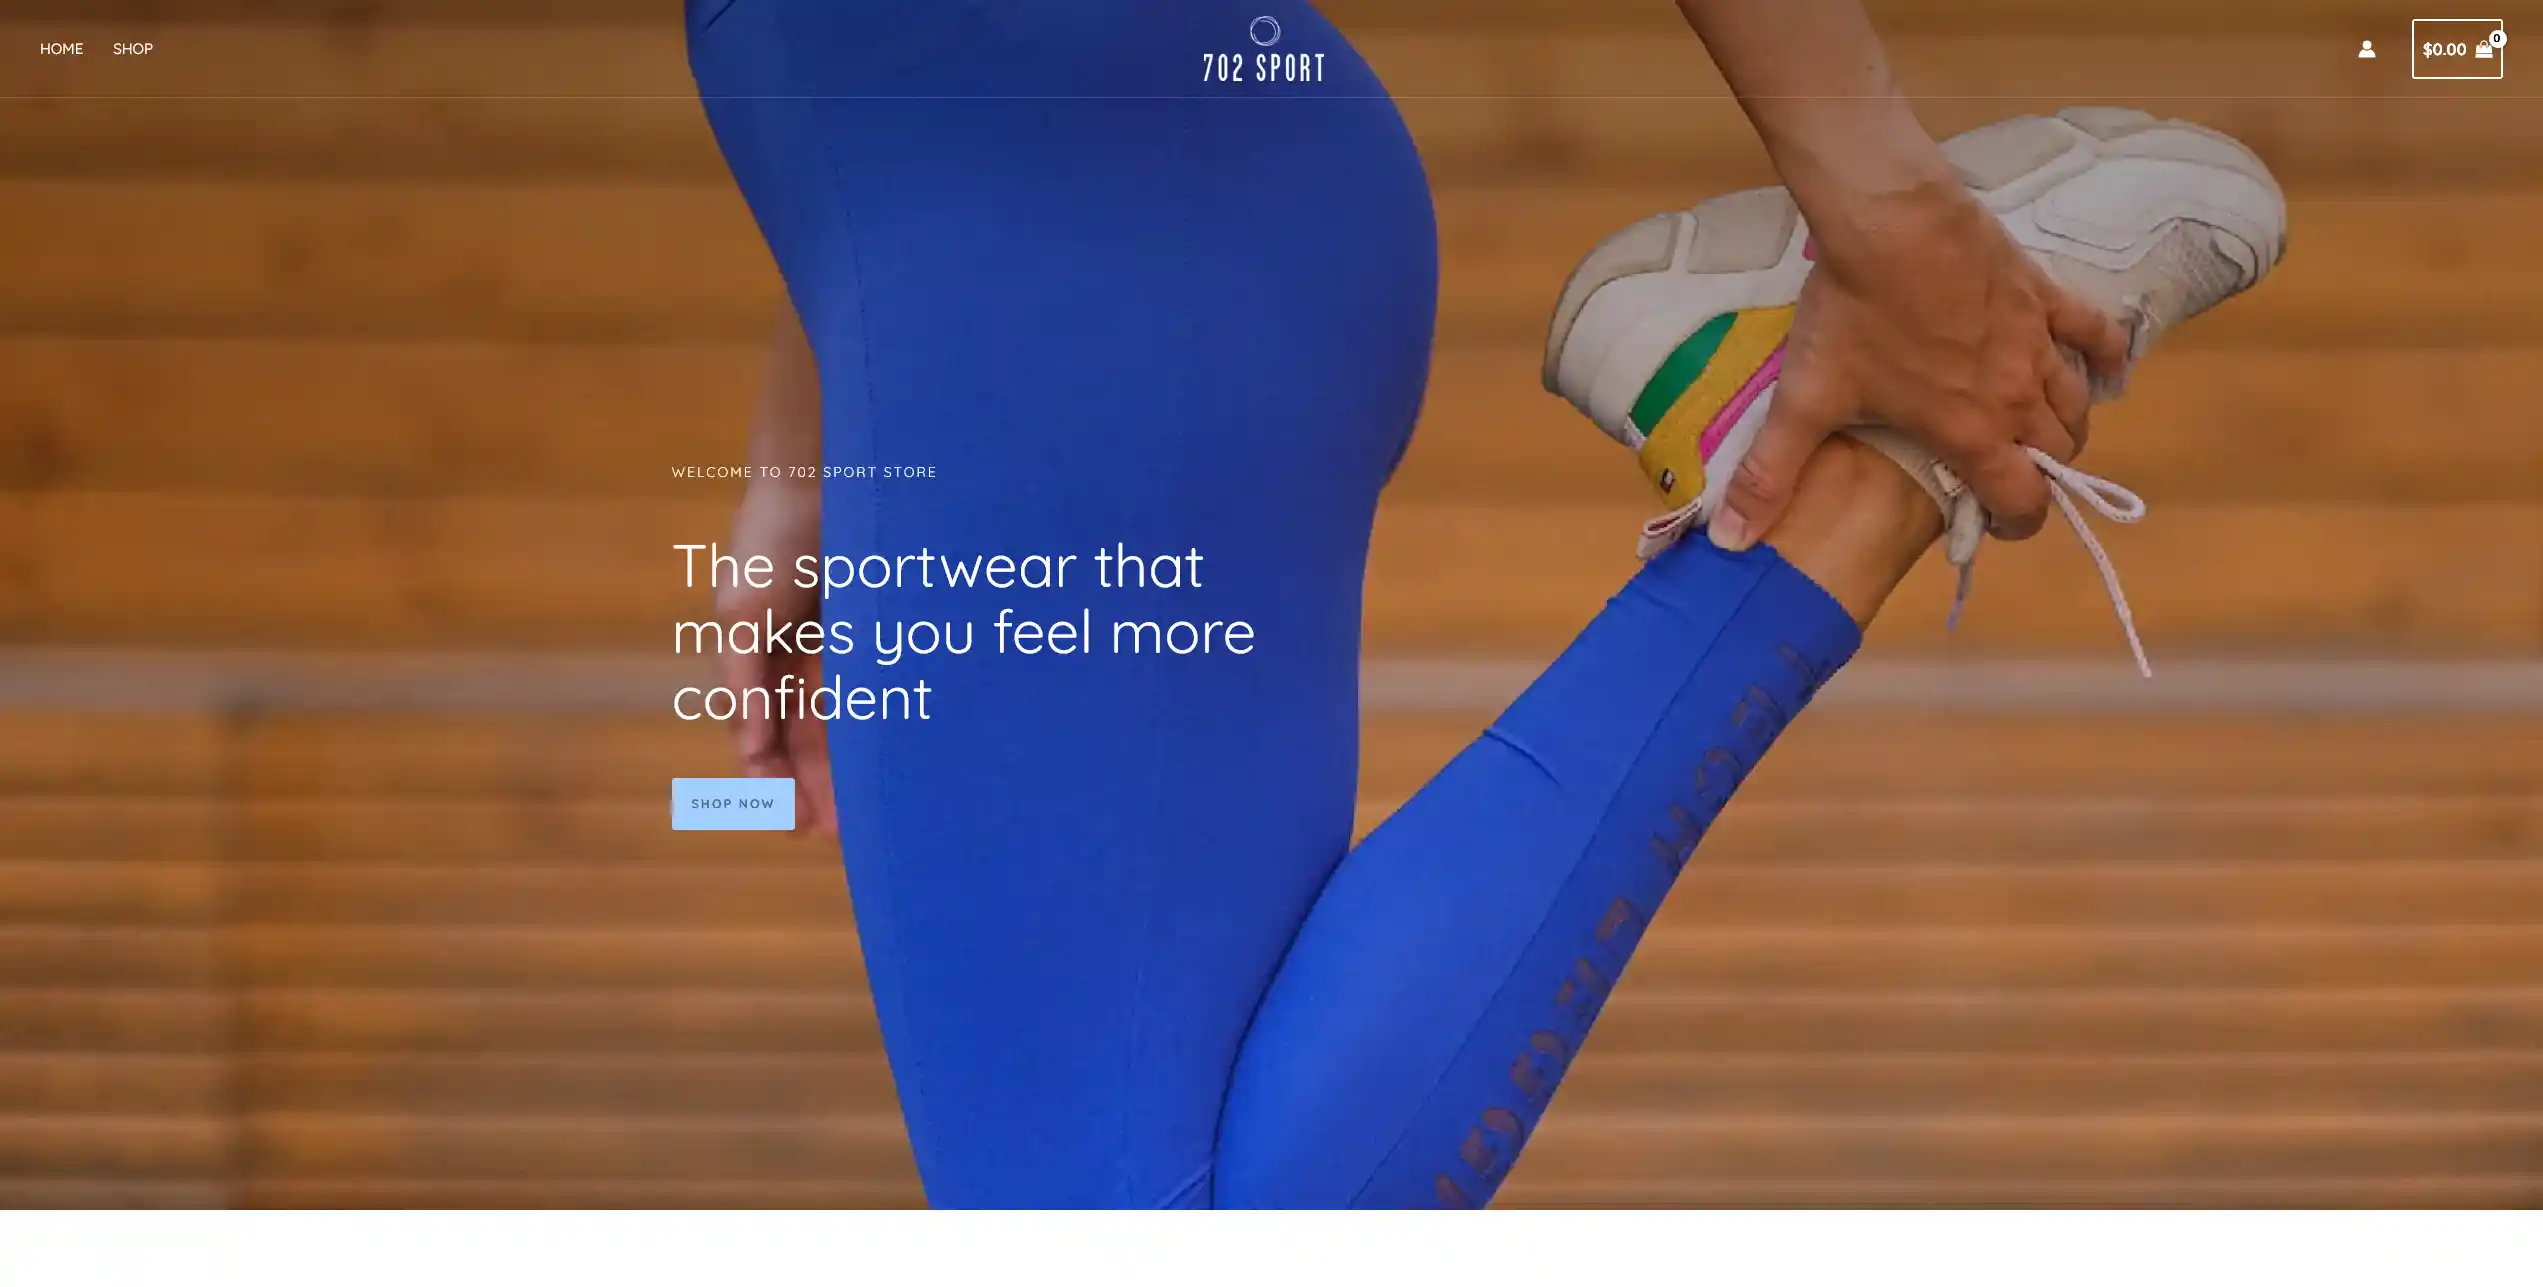 HOME SHOP
702 SPORT
$0.00 0
WELCOME TO 702 SPORT STORE
The sportwear that
makes you feel more
confident
SHOP NOW